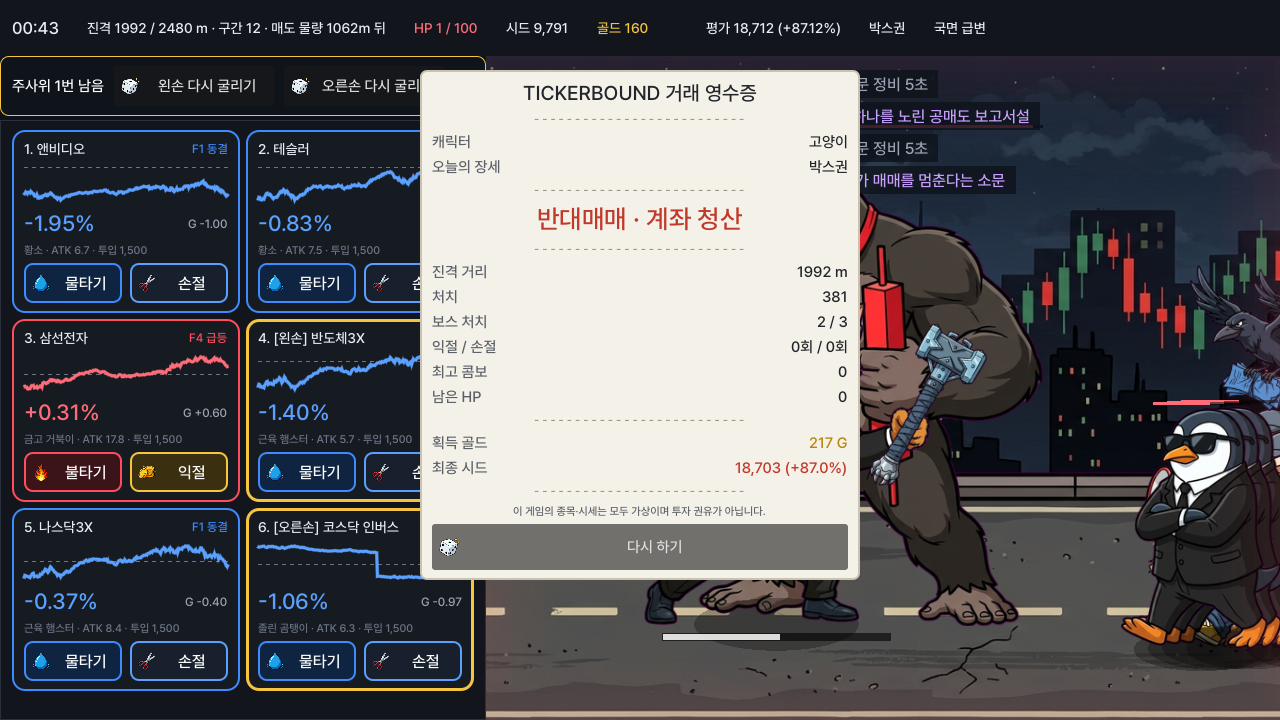 00:43 진격 1992 / 2480 m · 구간 12 · 매도 물량 1062m 뒤 HP 1 / 100 시드 9,791 골드 160 평가 18,712 (+87.12%) 박스권 국면 급변
주사위 1번 남음 왼손 다시 굴리기 오른손 다시 굴
1. 앤비디오 F1 동결
-1.95% G -1.00
황소 · ATK 6.7 · 투입 1,500
물타기 손절
2. 테슬러
-0.83%
황소 · ATK 7.5 · 투입 1,500
물타기
3. 삼선전자 F4 급등
+0.31% G +0.60
금고 거북이 · ATK 17.8 · 투입 1,500
불타기 익절
4. [왼손] 반도체3X
-1.40%
근육 햄스터 · ATK 5.7 · 투입 1,500
물타기
5. 나스닥3X F1 동결
-0.37% G -0.40
근육 햄스터 · ATK 8.4 · 투입 1,500
물타기 손절
6. [오른손] 코스닥 인버스
-1.06% G -0.97
졸린 곰탱이 · ATK 6.3 · 투입 1,500
물타기 손절
TICKERBOUND 거래 영수증
캐릭터 고양이
오늘의 장세 박스권
반대매매 · 계좌 청산
진격 거리 1992 m
처치 381
보스 처치 2 / 3
익절 / 손절 0회 / 0회
최고 콤보 0
남은 HP 0
획득 골드 217 G
최종 시드 18,703 (+87.0%)
이 게임의 종목·시세는 모두 가상이며 투자 권유가 아닙니다.
다시 하기
정비 5초
하나를 노린 공매도 보고서설
정비 5초
가 매매를 멈춘다는 소문